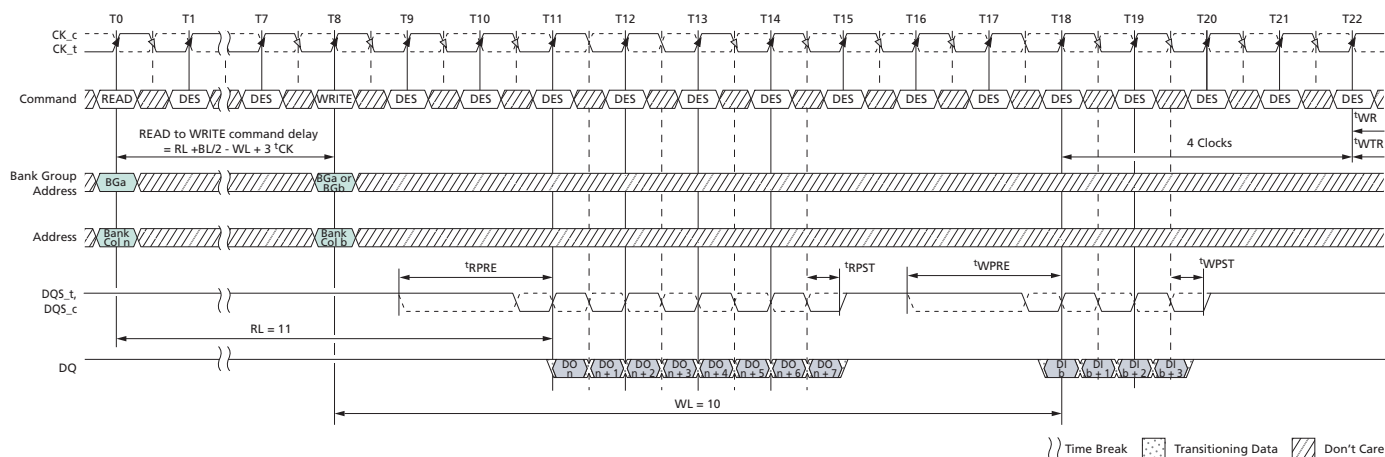 T0 T1 T7 T8 T9 T10 T11 T12 T13 T14 T15 T16 T17 T18 T19 T20 T21 T22
CK_c
CK_t
Command READ DES DES WRITE DES DES DES DES DES DES DES DES DES DES DES DES DES DES
tWR
READ to WRITE command delay
= RL +BL/2 - WL + 3 tCK
4 Clocks
tWTR
Bank Group
Address
BGa
BGa or
BGb
Address
Bank
Col n
Bank
Col b
tRPRE tRPST tWPRE tWPST
DQS_t,
DQS_c
RL = 11
DQ
DO
n
DO
n + 1
DO
n + 2
DO
n + 3
DO
n + 4
DO
n + 5
DO
n + 6
DO
n + 7
DI
b
DI
b + 1
DI
b + 2
DI
b + 3
WL = 10
Time Break Transitioning Data Don't Care